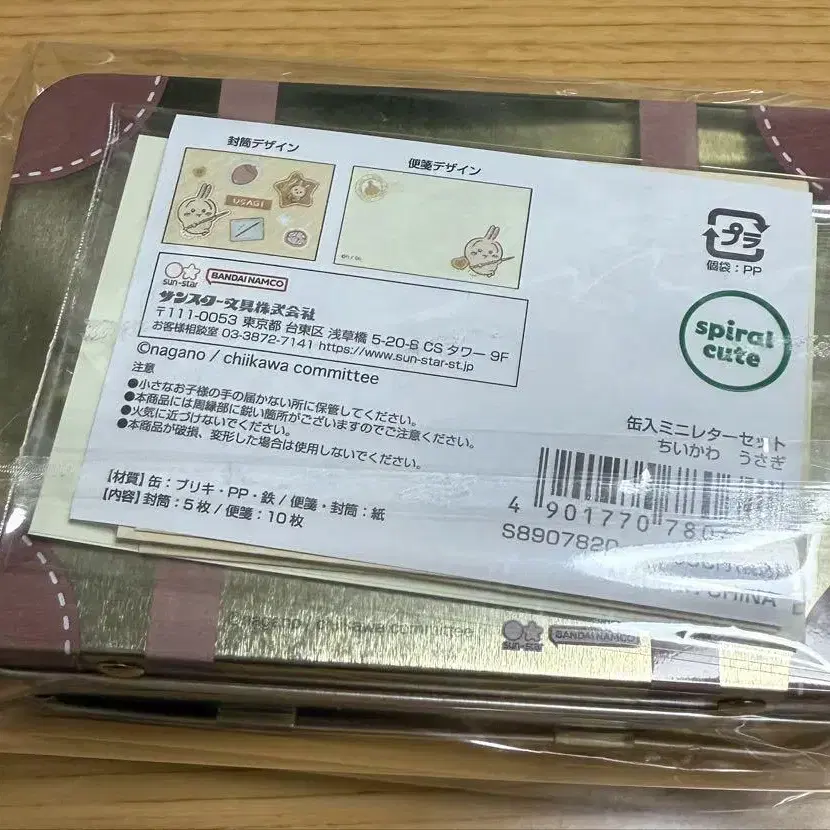 封筒デザイン
便箋デザイン
USAGI
プラ
個袋：PP
sun-star
BANDAI NAMCO
サンスター文具株式会社
〒111-0053 東京都 台東区 浅草橋 5-20-8 CS タワー 9F
お客様相談室 03-3872-7141 https://www.sun-star-st.jp
©nagano / chiikawa committee
spiral
cute
注意
●小さなお子様の手の届かない所に保管してください。
●本商品には周縁部に鋭い箇所がございますのでご注意ください。
●火気に近づけないでください。
●本商品が破損、変形した場合は使用しないでください。
缶入ミニレターセット
ちいかわ うさぎ
【材質】缶：ブリキ・PP・鉄 / 便箋・封筒：紙
【内容】封筒：5枚 / 便箋：10枚
4 901770 780
S8907820
CHINA
©nagano / chiikawa committee
sun-star
BANDAI NAMCO